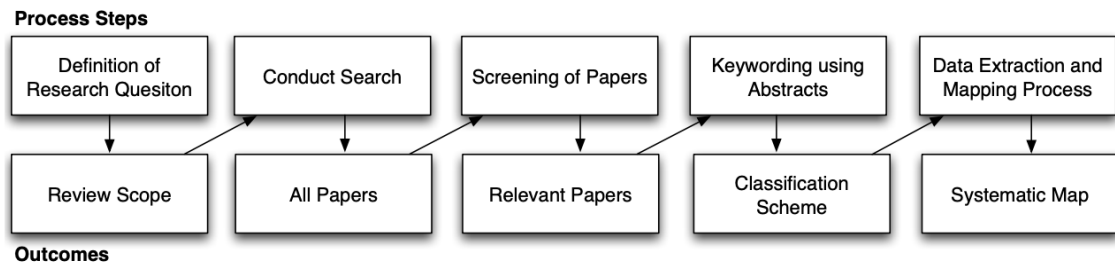 Process Steps
Definition of
Research Quesiton
Conduct Search
Screening of Papers
Keywording using
Abstracts
Data Extraction and
Mapping Process
Review Scope
All Papers
Relevant Papers
Classification
Scheme
Systematic Map
Outcomes